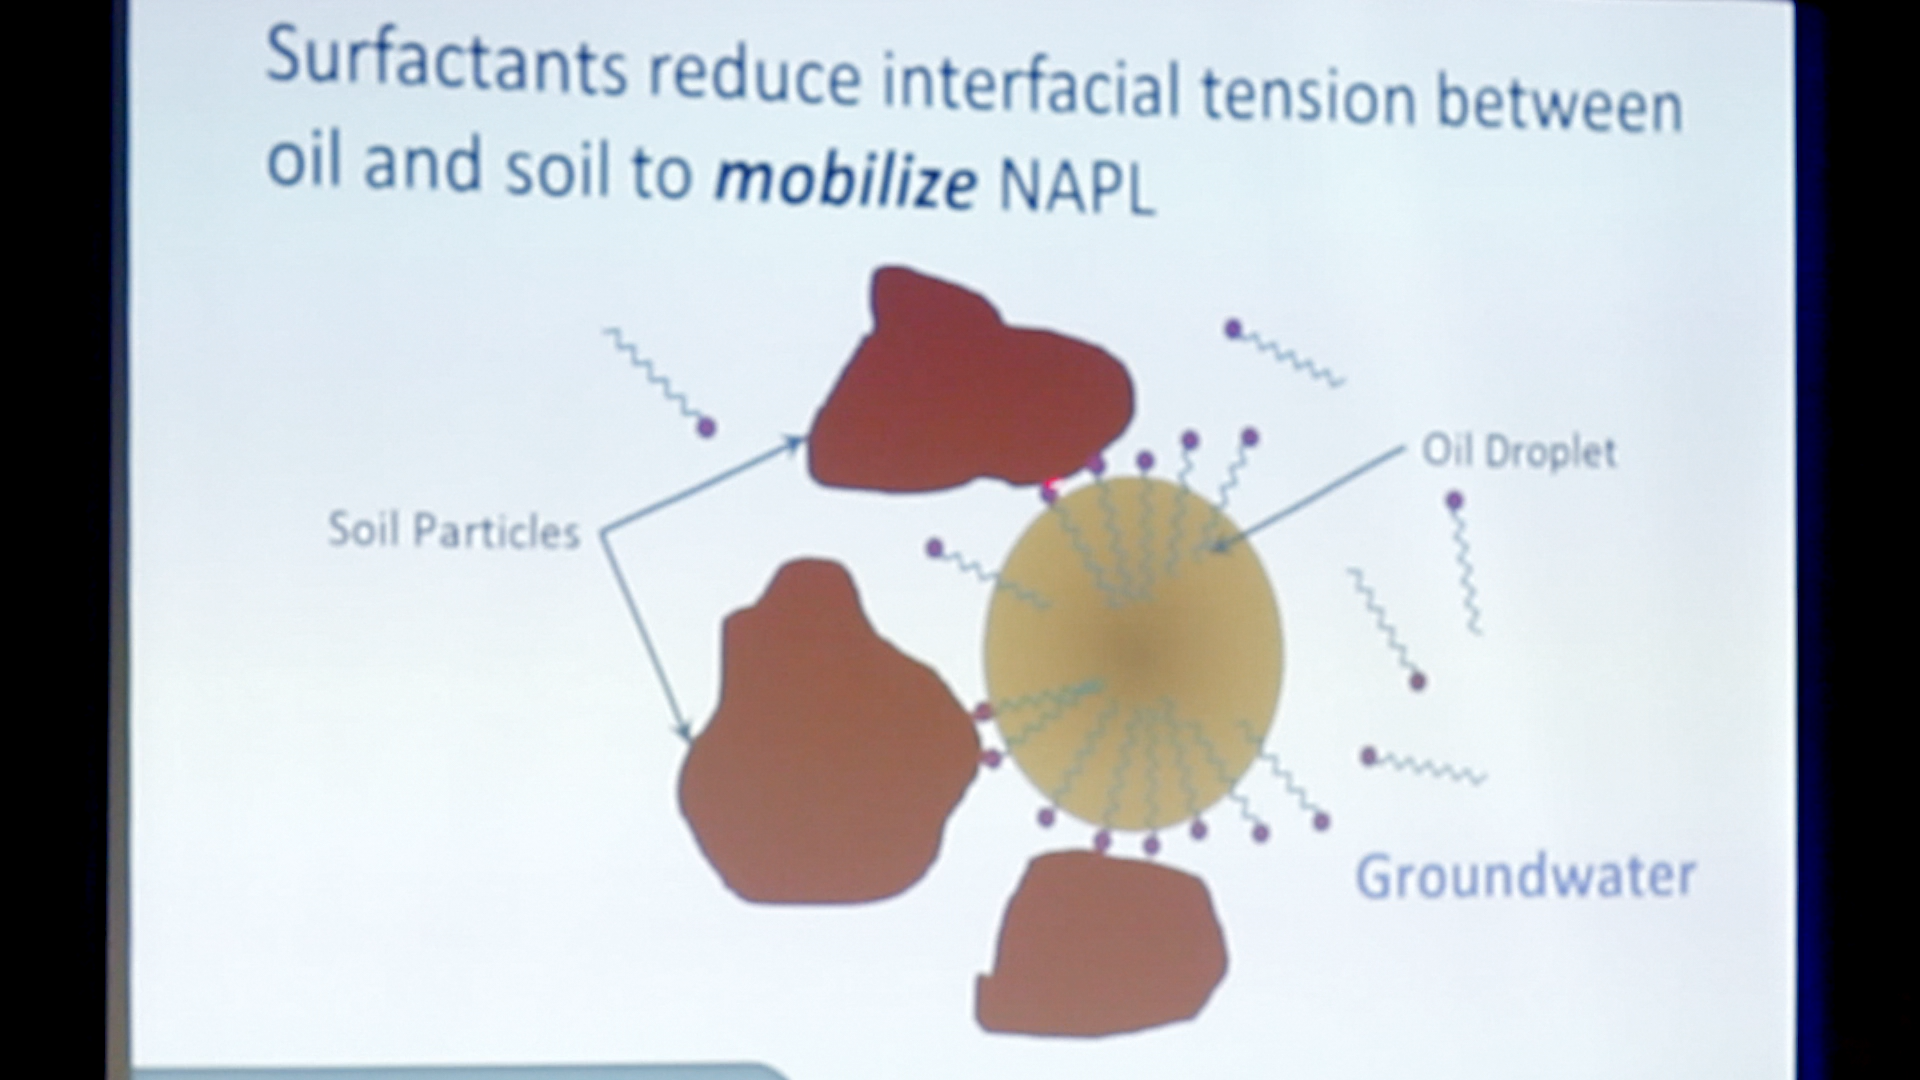 Surfactants reduce interfacial tension between
oil and soil to mobilize NAPL
Oil Droplet
Soil Particles
Groundwater